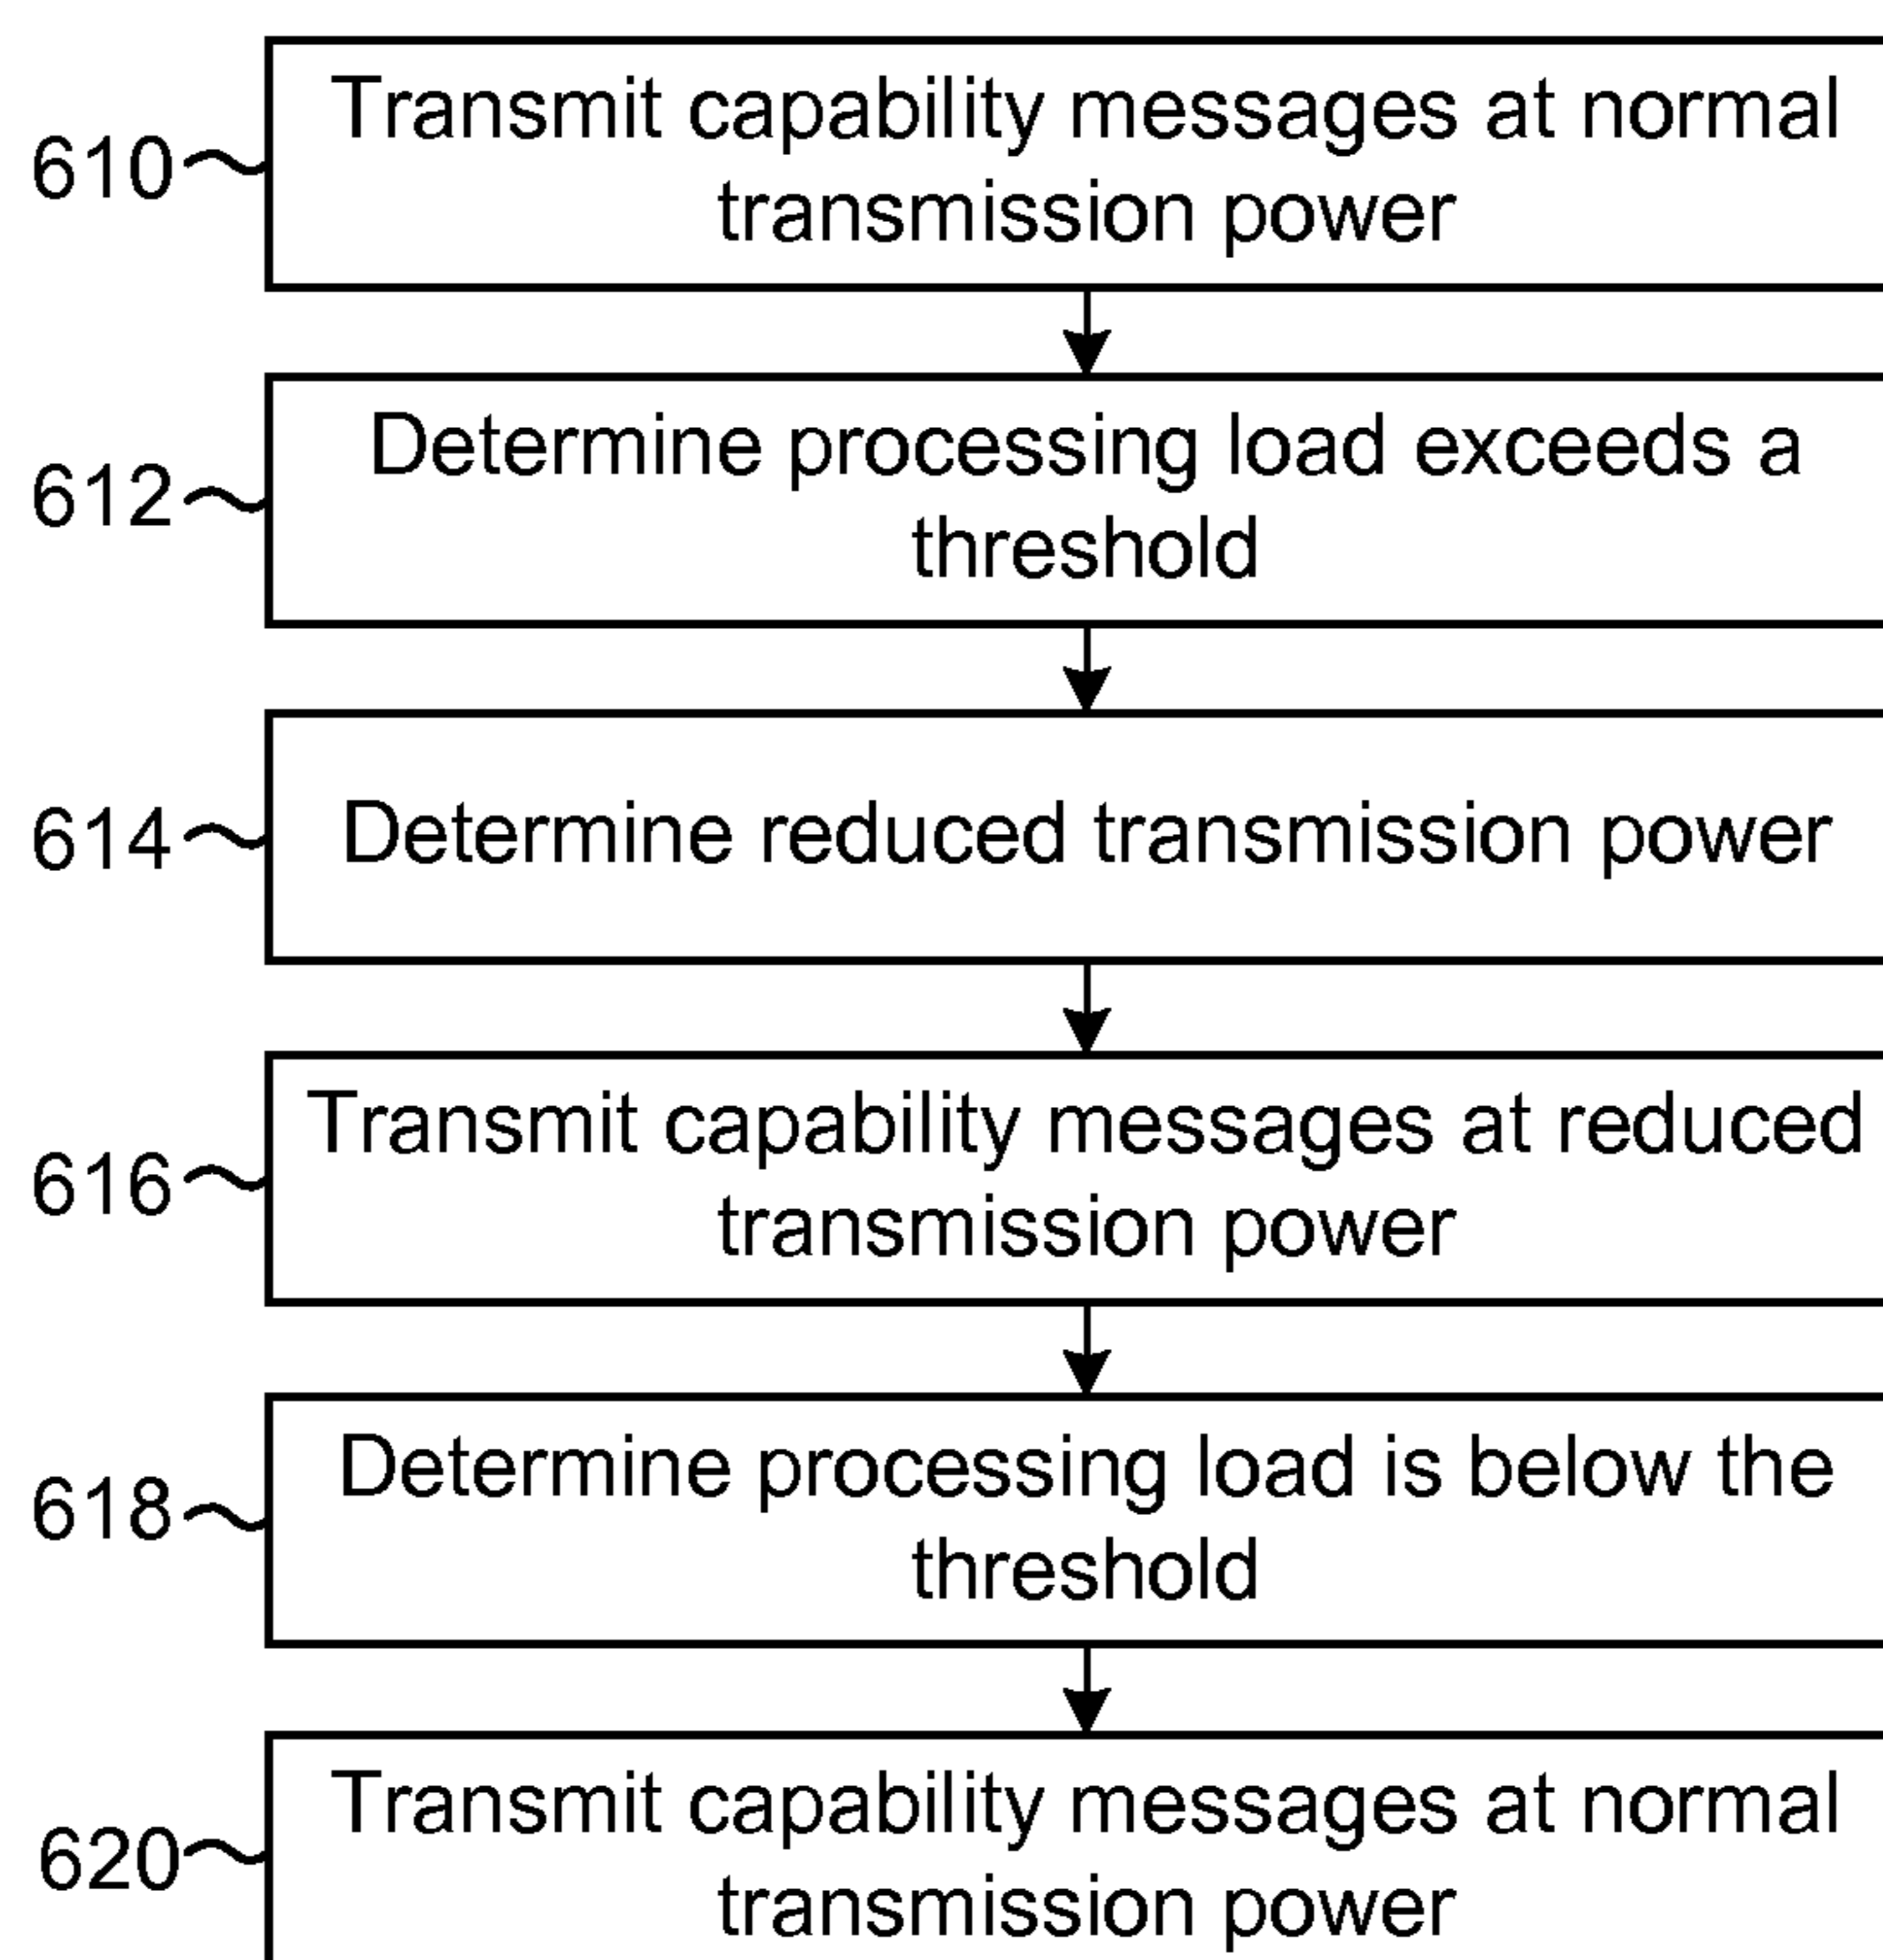 Transmit capability messages at normal
610
transmission power
Determine processing load exceeds a
612
threshold
614
Determine reduced transmission power
Transmit capability messages at reduced
616
transmission power
Determine processing load is below the
618
threshold
Transmit capability messages at normal
620
transmission power